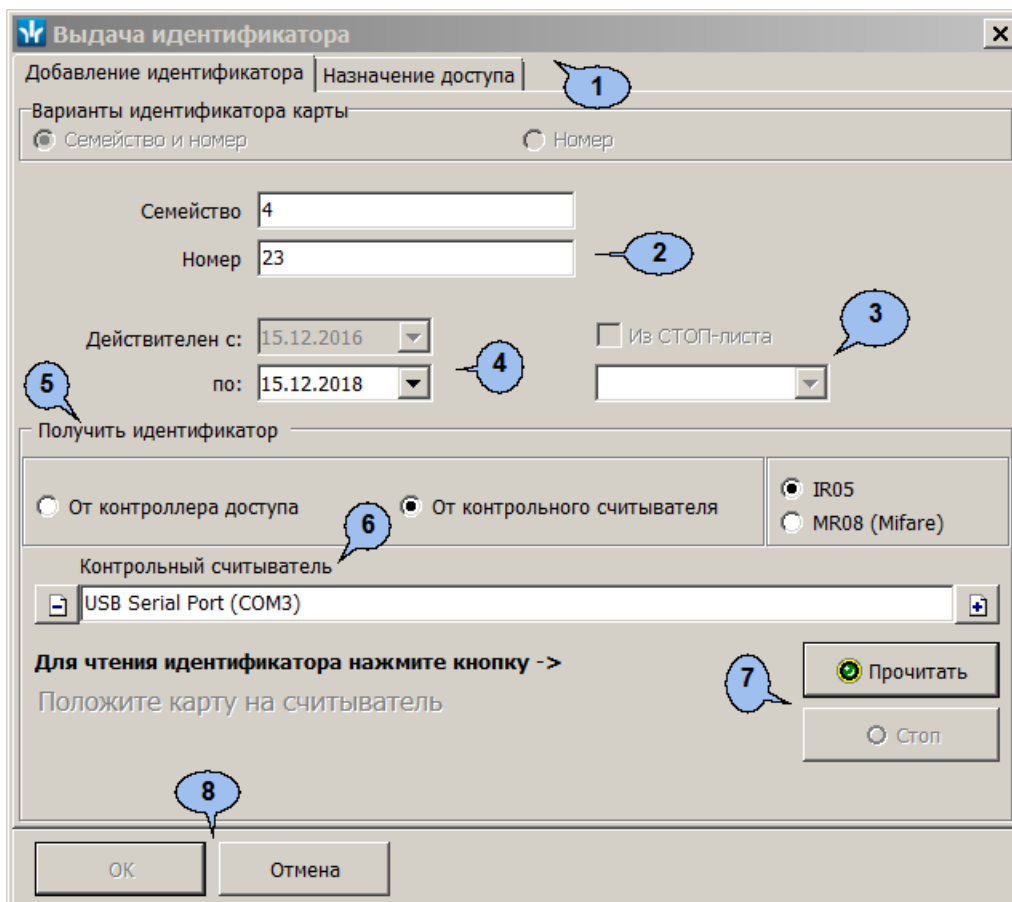 Выдача идентификатора
Добавление идентификатора Назначение доступа 1
Варианты идентификатора карты
Семейство и номер Номер
Семейство 4
Номер 23 2
Действителен с: 15.12.2016 Из СТОП-листа 3
по: 15.12.2018 4
5
Получить идентификатор
От контроллера доступа От контрольного считывателя IR05
MR08 (Mifare)
6
Контрольный считыватель
USB Serial Port (COM3)
Для чтения идентификатора нажмите кнопку -> 7 Прочитать
Положите карту на считыватель Стоп
8
ОК Отмена